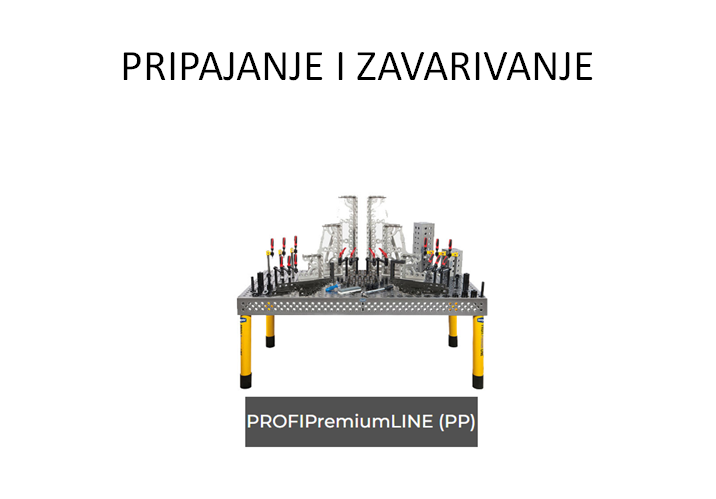 PRIPAJANJE I ZAVARIVANJE
PROFIPremiumLINE (PP)